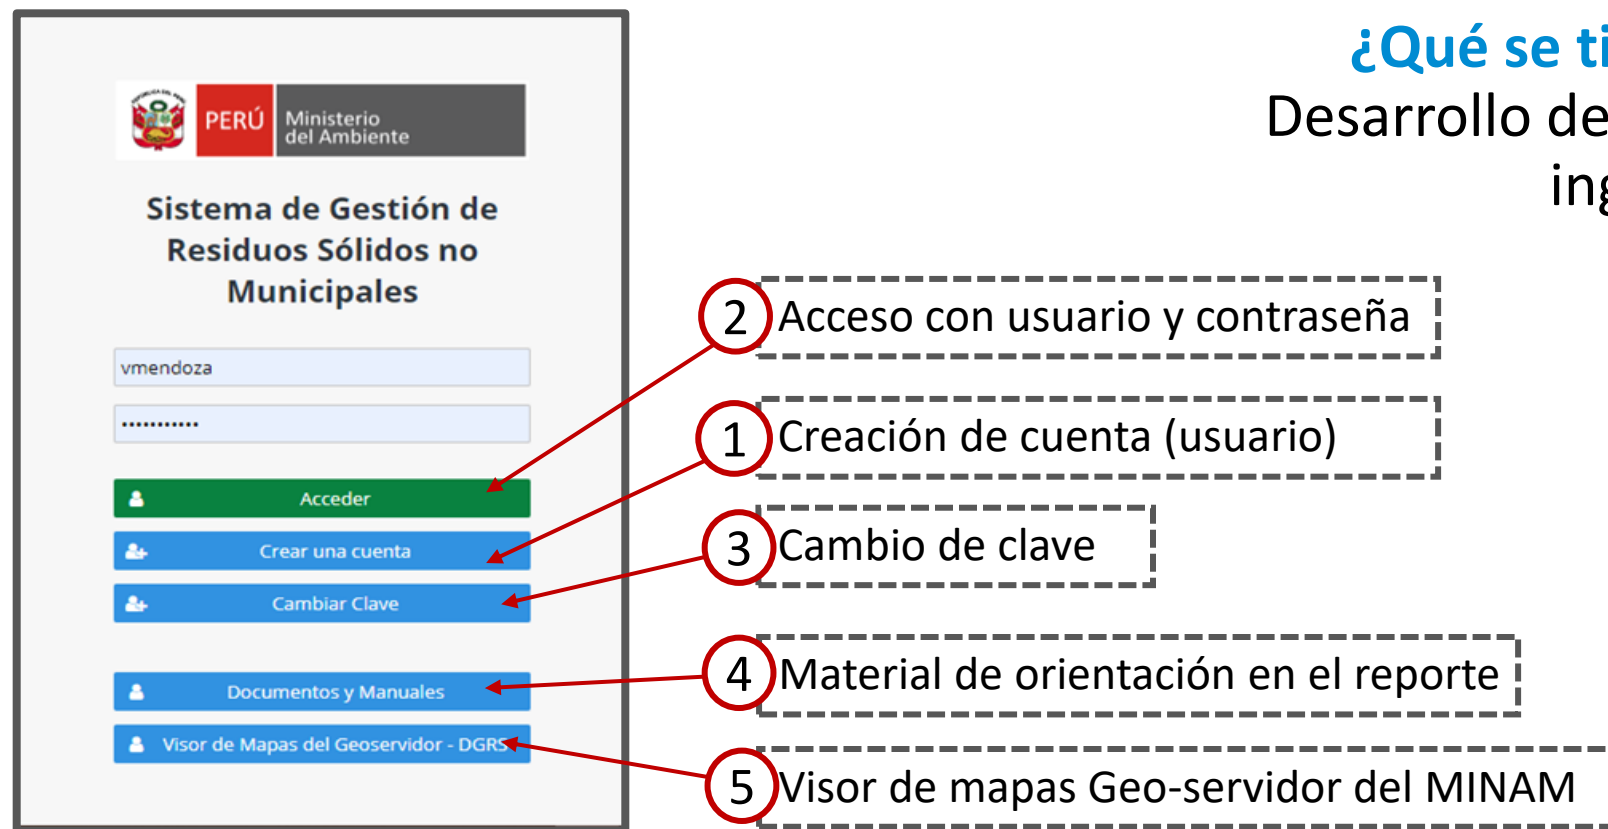 PERÚ
Ministerio
del Ambiente
Sistema de Gestión de
Residuos Sólidos no
Municipales
vmendoza
...........
Acceder
Crear una cuenta
Cambiar Clave
Documentos y Manuales
Visor de Mapas del Geoservidor - DGRS
¿Qué se ti
Desarrollo de
ing
2 Acceso con usuario y contraseña
1 Creación de cuenta (usuario)
3 Cambio de clave
4 Material de orientación en el reporte
5 Visor de mapas Geo-servidor del MINAM